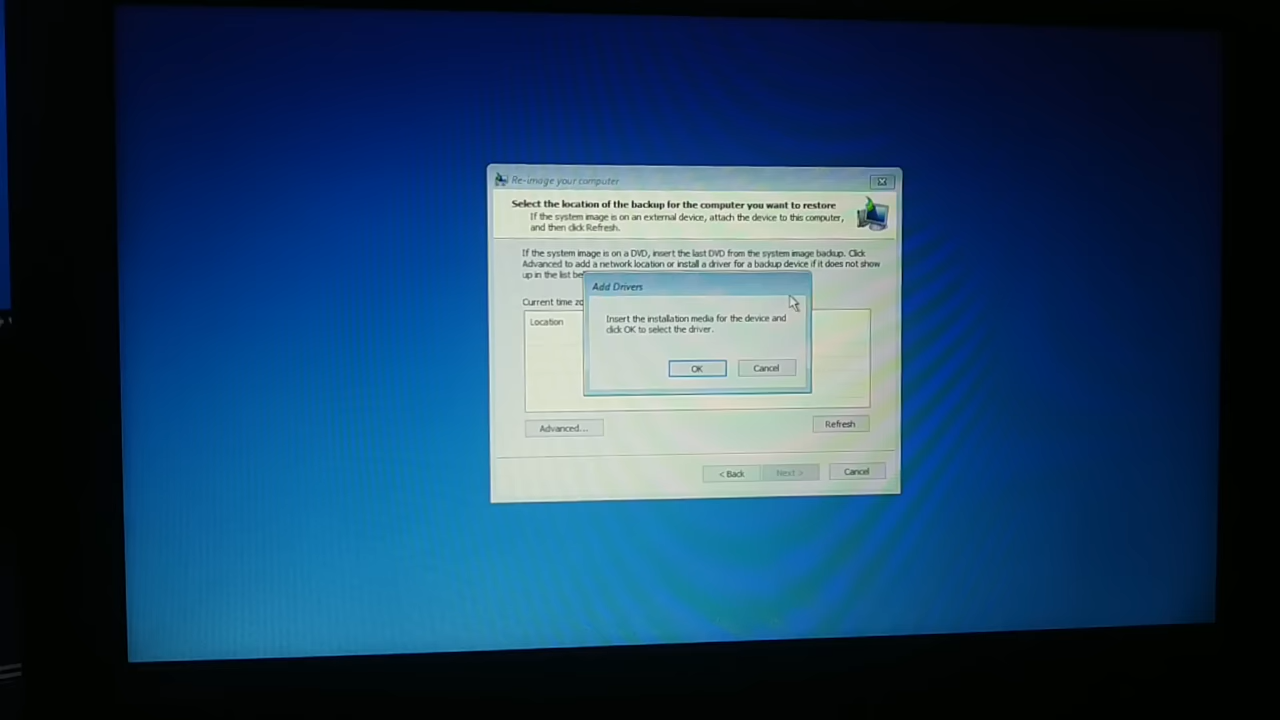 Re-image your computer
Select the location of the backup for the computer you want to restore
If the system image is on an external device, attach the device to this computer,
and then click Refresh.
If the system image is on a DVD, insert the last DVD from the system image backup. Click
Advanced to add a network location or install a driver for a backup device if it does not show
up in the list be
Add Drivers
Current time zo
Location
Insert the installation media for the device and
click OK to select the driver.
OK
Cancel
Advanced...
Refresh
< Back
Next >
Cancel